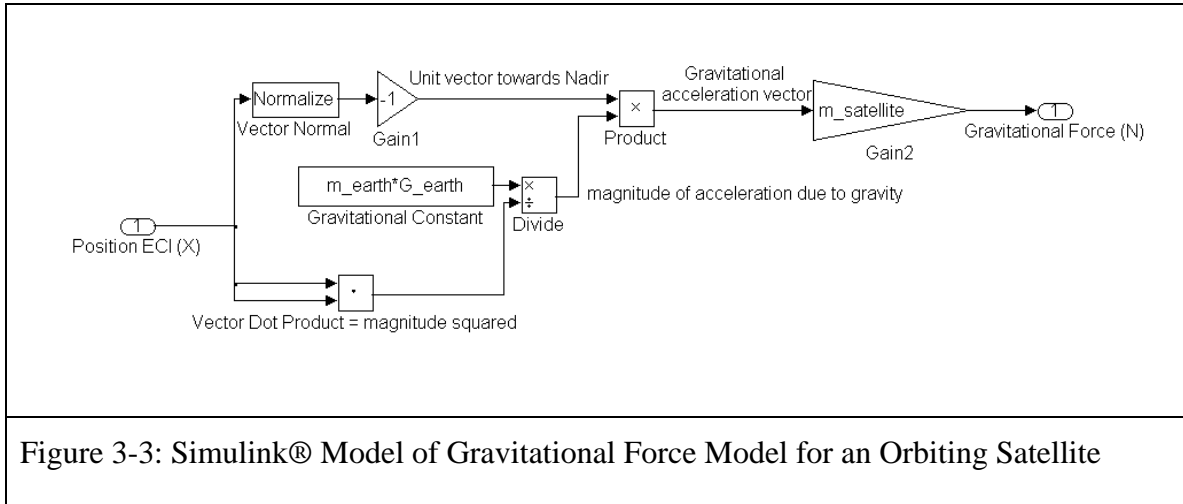 Unit vector towards Nadir
Gravitational
acceleration vector
Normalize
Vector Normal
-1
Gain1
×
Product
m_satellite
Gain2
1
Gravitational Force (N)
m_earth*G_earth
Gravitational Constant
×
÷
Divide
magnitude of acceleration due to gravity
1
Position ECI (X)
Vector Dot Product = magnitude squared
Figure 3-3: Simulink® Model of Gravitational Force Model for an Orbiting Satellite